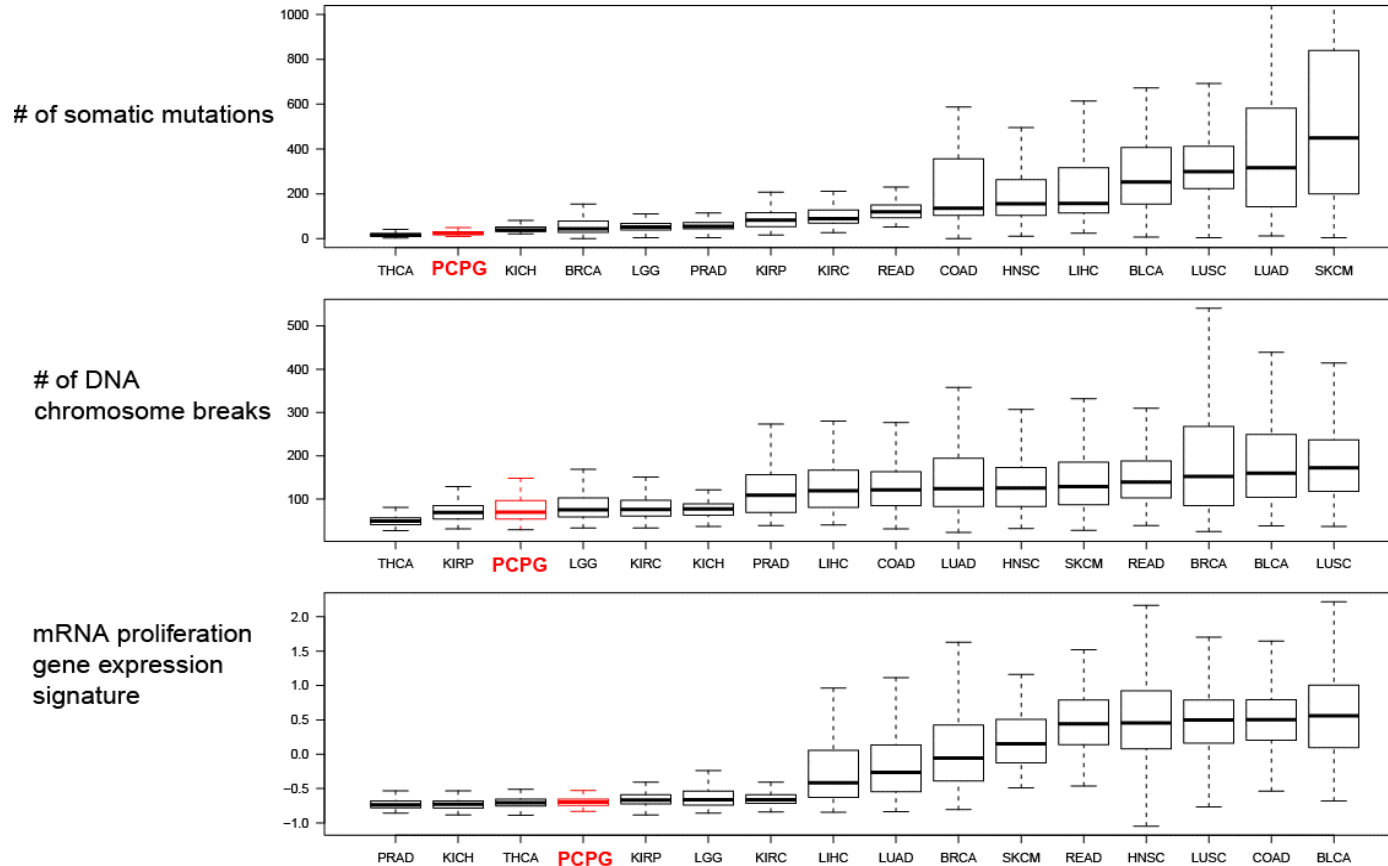 # of somatic mutations
1000
800
600
400
200
0
THCA PCPG KICH BRCA LGG PRAD KIRP KIRC READ COAD HNSC LIHC BLCA LUSC LUAD SKCM
# of DNA
chromosome breaks
500
400
300
200
100
THCA KIRP PCPG LGG KIRC KICH PRAD LIHC COAD LUAD HNSC SKCM READ BRCA BLCA LUSC
mRNA proliferation
gene expression
signature
2.0
1.5
1.0
0.5
0.0
−0.5
−1.0
PRAD KICH THCA PCPG KIRP LGG KIRC LIHC LUAD BRCA SKCM READ HNSC LUSC COAD BLCA